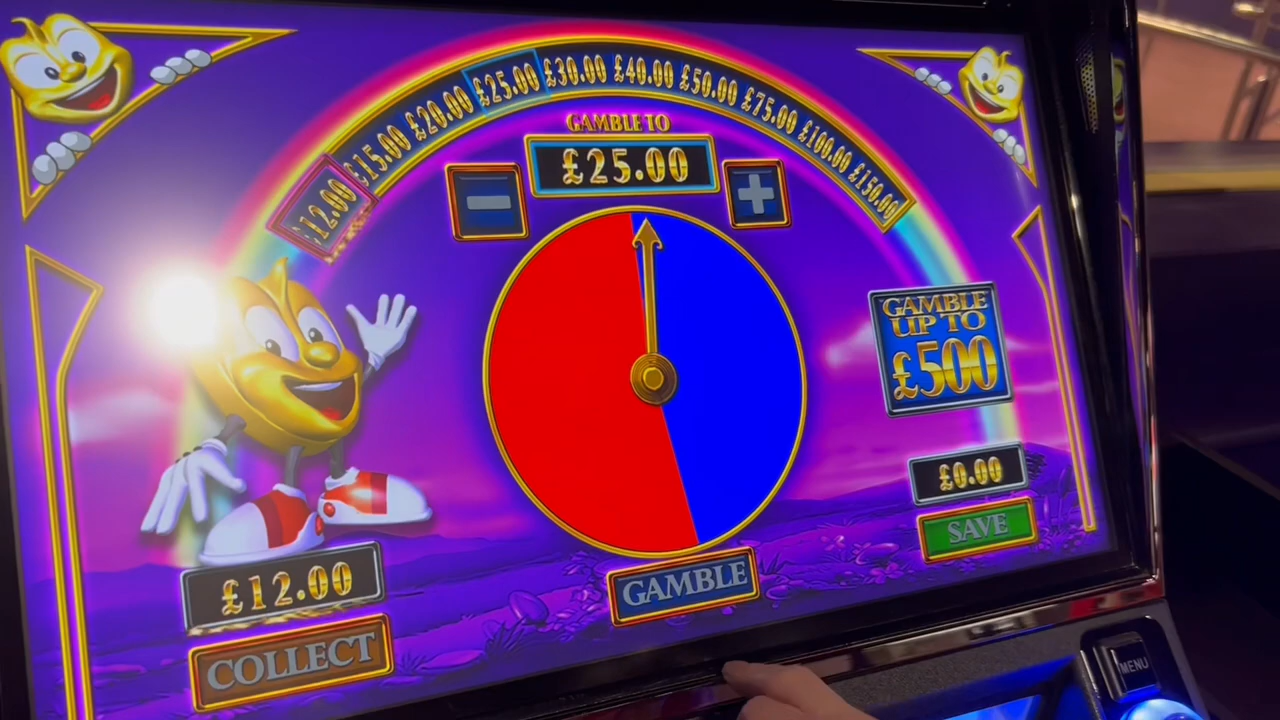 £12.00
£15.00
£20.00
£25.00
£30.00
£40.00
£50.00
£75.00
£100.00
£150.00
GAMBLE TO
£25.00
-
+
GAMBLE
UP TO
£500
£0.00
SAVE
£12.00
COLLECT
GAMBLE
MENU